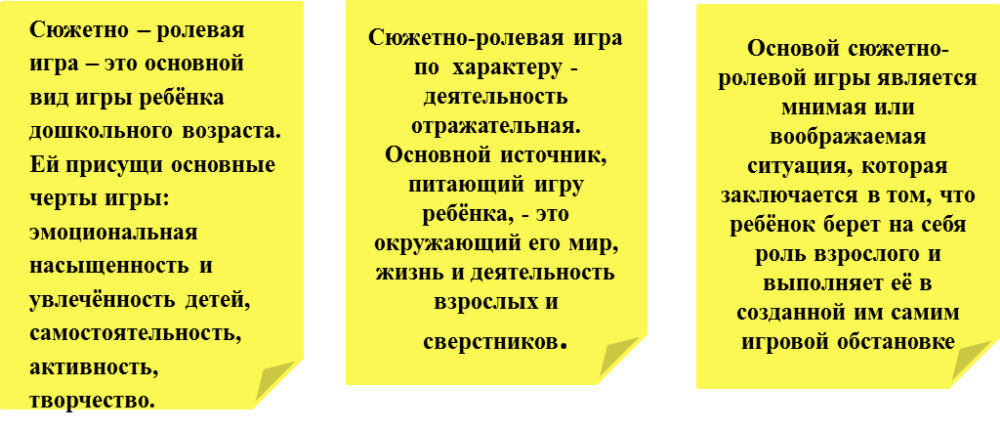 Сюжетно – ролевая
игра – это основной
вид игры ребёнка
дошкольного возраста.
Ей присущи основные
черты игры:
эмоциональная
насыщенность и
увлечённость детей,
самостоятельность,
активность,
творчество.
Сюжетно-ролевая игра
по характеру -
деятельность
отражательная.
Основной источник,
питающий игру
ребёнка, - это
окружающий его мир,
жизнь и деятельность
взрослых и
сверстников.
Основой сюжетно-
ролевой игры является
мнимая или
воображаемая
ситуация, которая
заключается в том, что
ребёнок берет на себя
роль взрослого и
выполняет её в
созданной им самим
игровой обстановке